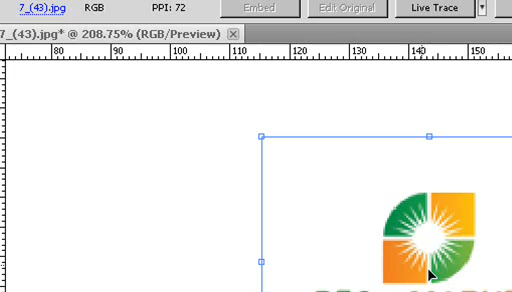 7_(43).jpg RGB PPI: 72 Embed Edit Original Live Trace
7_(43).jpg* @ 208.75% (RGB/Preview)
80 90 100 110 120 130 140 150